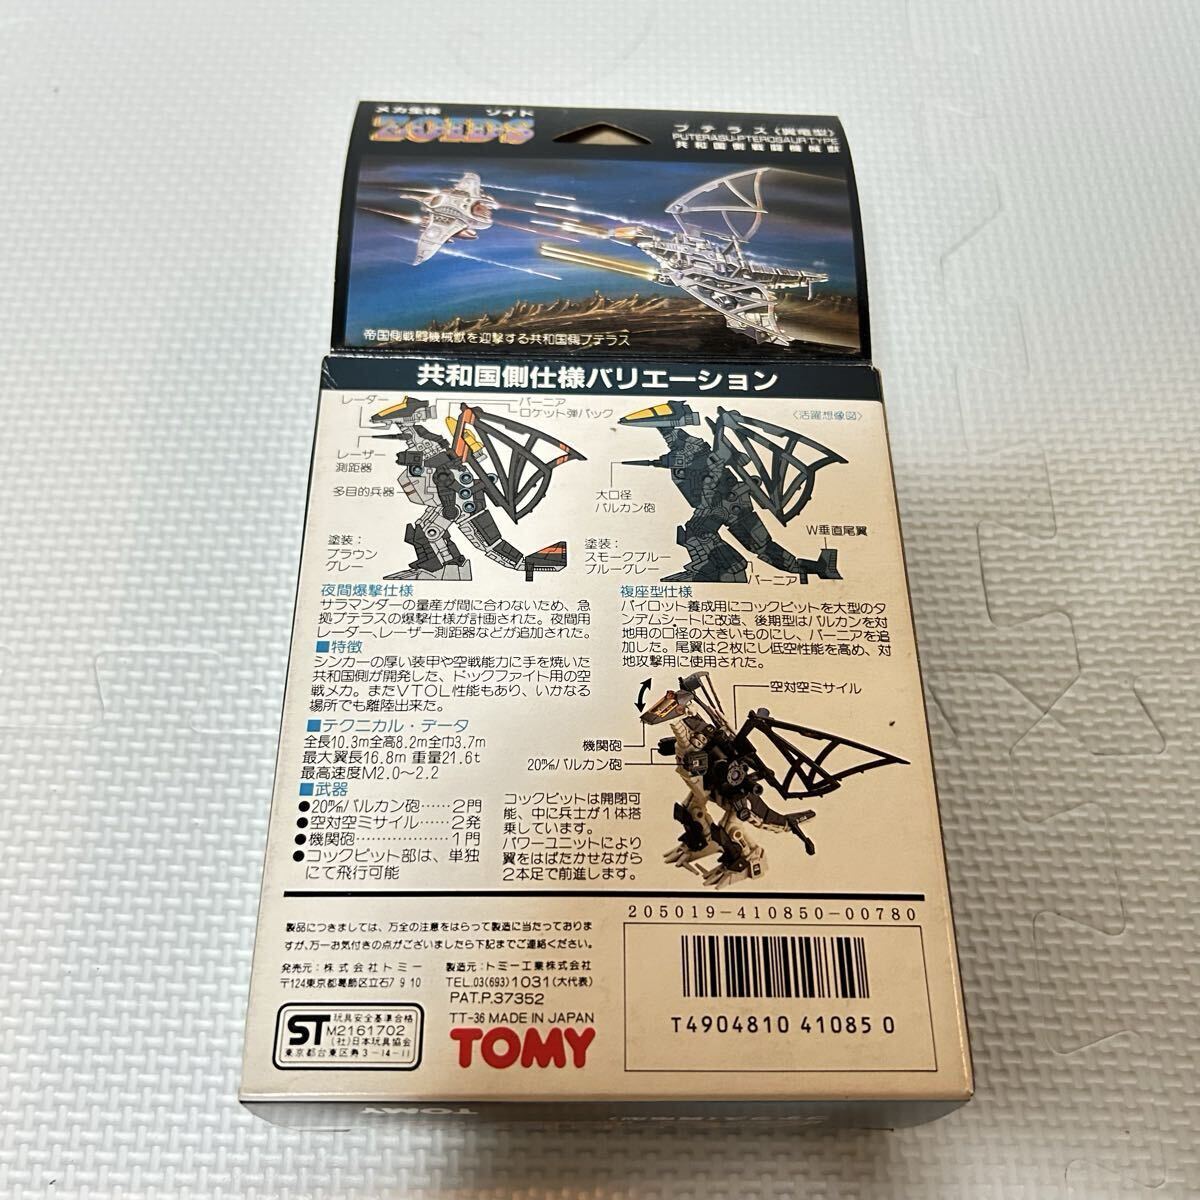 メカ生体 ゾイド
ZOIDS
プテラス〈翼竜型〉
PUTERASU-PTEROSAUR TYPE
共和国側戦闘機械獣
帝国側戦闘機械獣を迎撃する共和国側プテラス
共和国側仕様バリエーション
レーダー
バーニア
ロケット弾パック
レーザー
測距器
多目的兵器
塗装:
ブラウン
グレー
〈活躍想像図〉
大口径
バルカン砲
W垂直尾翼
塗装:
スモークブルー
ブルーグレー
バーニア
夜間爆撃仕様
サラマンダーの量産が間に合わないため、急
拠プテラスの爆撃仕様が計画された。夜間用
レーダー、レーザー測距器などが追加された。
■特徴
シンカーの厚い装甲や空戦能力に手を焼いた
共和国側が開発した、ドックファイト用の空
戦メカ。またVTOL性能もあり、いかなる
場所でも離陸出来た。
■テクニカル・データ
全長10.3m全高8.2m全巾3.7m
最大翼長16.8m 重量21.6t
最高速度M2.0〜2.2
■武器
●20㎜バルカン砲……2門
●空対空ミサイル……2発
●機関砲………………1門
●コックピット部は、単独
にて飛行可能
複座型仕様
パイロット養成用にコックピットを大型のタ
ンデムシートに改造、後期型はバルカンを対
地用の口径の大きいものにし、バーニアを追
加した。尾翼は2枚にし低空性能を高め、対
地攻撃用に使用された。
空対空ミサイル
機関砲
20㎜バルカン砲
コックピットは開閉可
能、中に兵士が1体搭
乗しています。
パワーユニットにより
翼をはばたかせながら
2本足で前進します。
製品につきましては、万全の注意をはらって製造に当たっておりま
すが、万一お気付きの点がございましたら下記までご連絡ください。
発売元:株式会社トミー 製造元:トミー工業株式会社
〒124東京都葛飾区立石7 9 10 TEL.03(693)1031(大代表)
PAT.P.37352
TT-36 MADE IN JAPAN
TOMY
ST
玩具安全基準合格
M2161702
(社)日本玩具協会
東京都台東区寿3-14-11
205019-410850-00780
T4904810 41085 0
TOMY